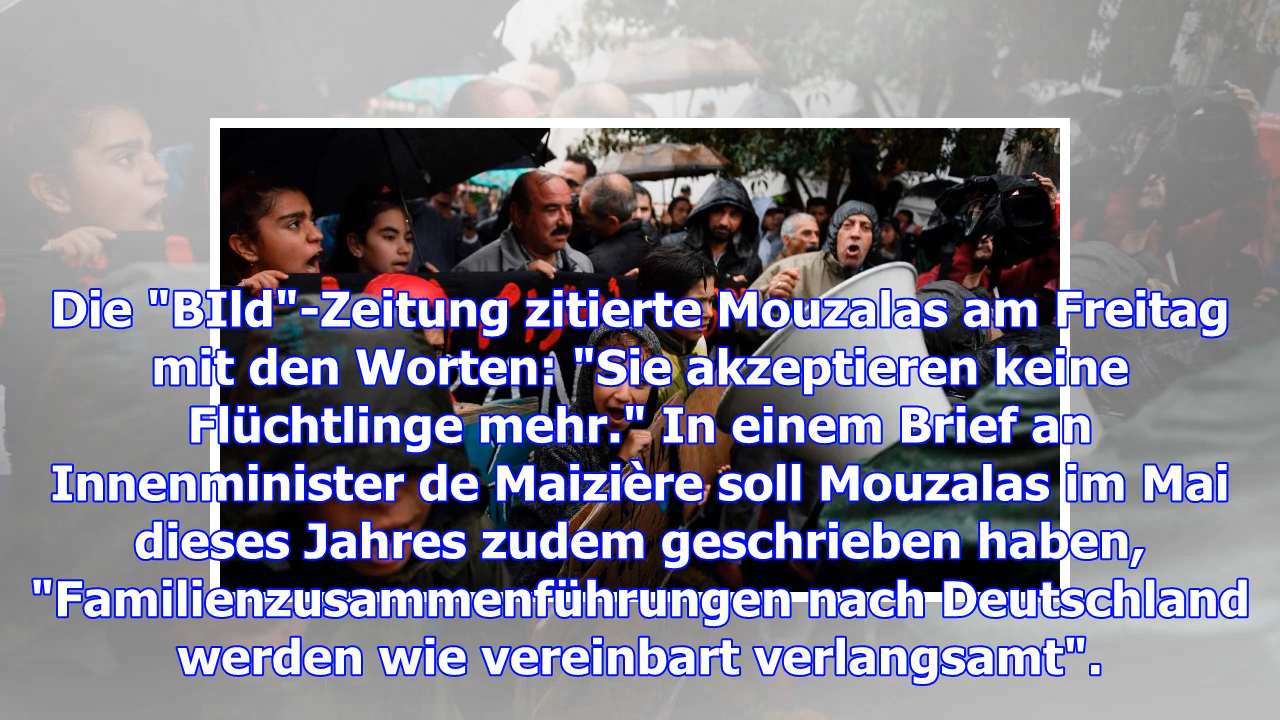 Die "BIld"-Zeitung zitierte Mouzalas am Freitag
mit den Worten: "Sie akzeptieren keine
Flüchtlinge mehr." In einem Brief an
Innenminister de Maizière soll Mouzalas im Mai
dieses Jahres zudem geschrieben haben,
"Familienzusammenführungen nach Deutschland
werden wie vereinbart verlangsamt".